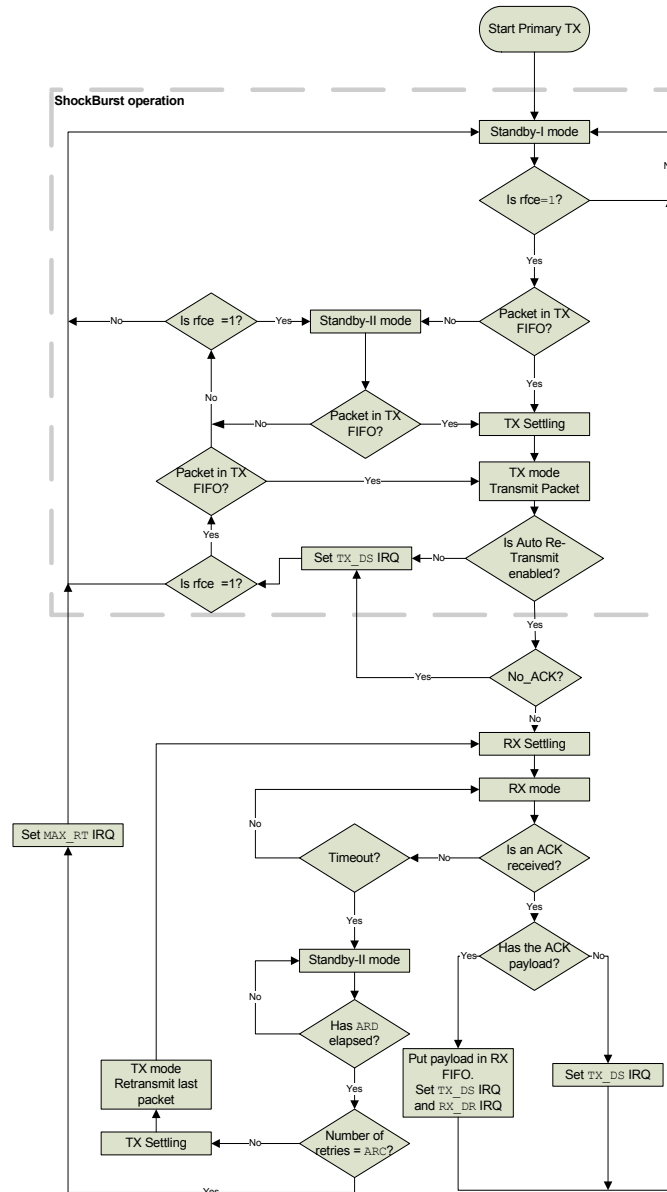 Start Primary TX
ShockBurst operation
Standby-I mode
N
Is rfce=1?
Yes
No
Is rfce =1?
Yes
Standby-II mode
No
Packet in TX
FIFO?
Yes
No
Packet in TX
FIFO?
No
Yes
TX Settling
Packet in TX
FIFO?
Yes
TX mode
Transmit Packet
Yes
Is Auto Re-
Transmit
enabled?
No
Set TX_DS IRQ
Is rfce =1?
Yes
No_ACK?
Yes
No
RX Settling
RX mode
No
Set MAX_RT IRQ
Timeout?
No
Is an ACK
received?
Yes
Yes
Has the ACK
payload?
Yes
No
Standby-II mode
No
Has ARD
elapsed?
Yes
Put payload in RX
FIFO.
Set TX_DS IRQ
and RX_DR IRQ
Set TX_DS IRQ
TX mode
Retransmit last
packet
TX Settling
No
Number of
retries = ARC?
Yes